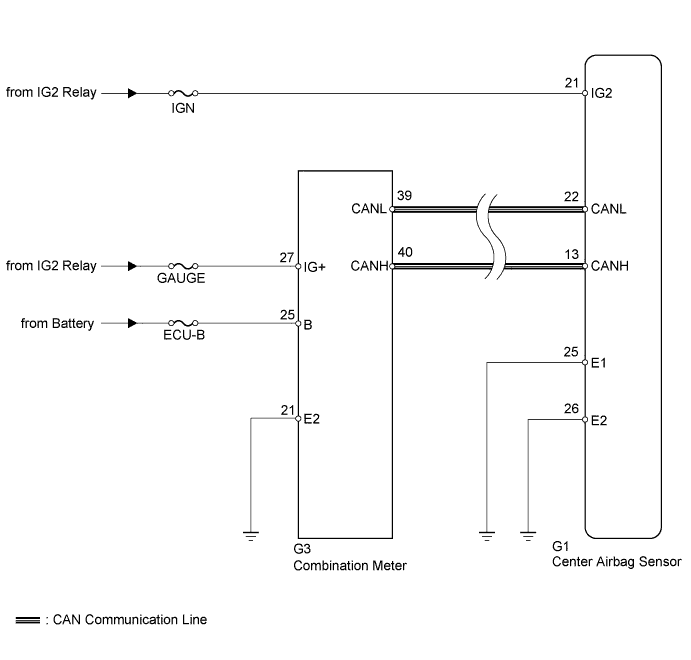 from IG2 Relay
IGN
21
IG2
39
CANL
22
CANL
40
CANH
13
CANH
from IG2 Relay
GAUGE
27
IG+
from Battery
ECU-B
25
B
25
E1
21
E2
26
E2
G3
Combination Meter
G1
Center Airbag Sensor
: CAN Communication Line